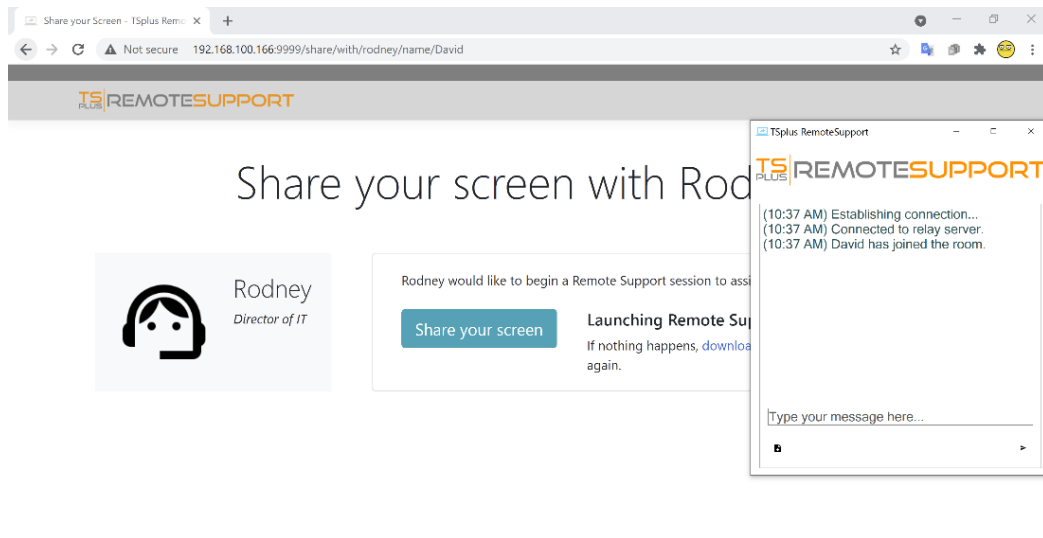 Share your Screen - TSplus Remo
Not secure 192.168.100.166:9999/share/with/rodney/name/David
TS PLUS REMOTESUPPORT
Share your screen with Rod
Rodney
Director of IT
Rodney would like to begin a Remote Support session to assi
Share your screen
Launching Remote Su
If nothing happens, downloa
again.
TSplus RemoteSupport
TS PLUS REMOTESUPPORT
(10:37 AM) Establishing connection...
(10:37 AM) Connected to relay server.
(10:37 AM) David has joined the room.
Type your message here...